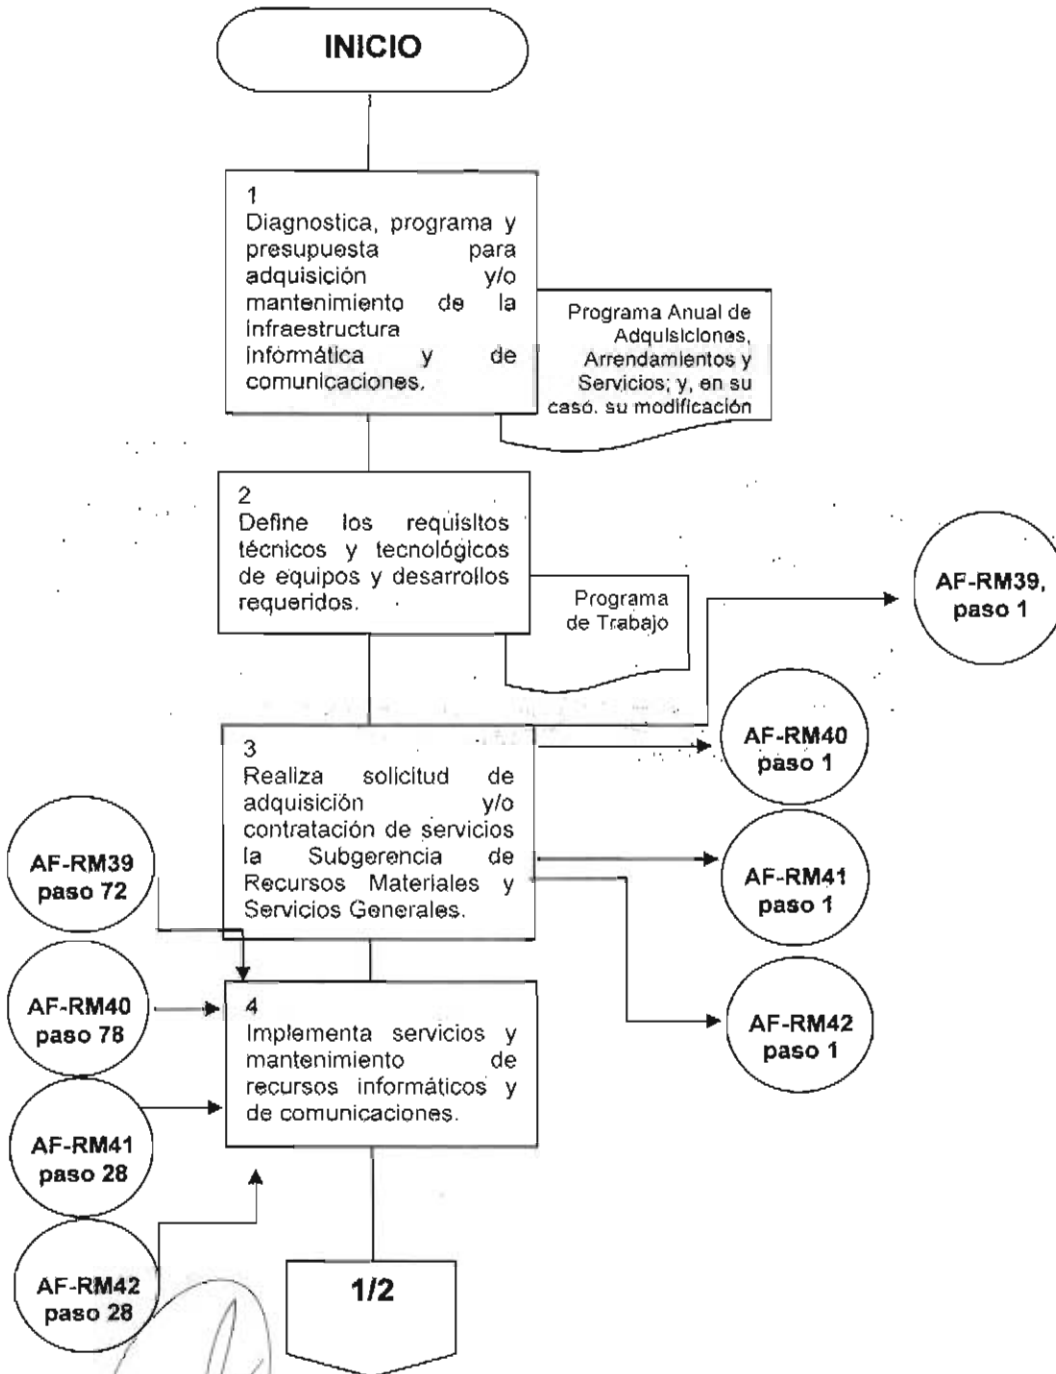 INICIO
1
Diagnostica, programa y
presupuesta para
adquisición y/o
mantenimiento de la
infraestructura
informática y de
comunicaciones.
Programa Anual de
Adquisiciones,
Arrendamientos y
Servicios; y, en su
caso, su modificación
2
Define los requisitos
técnicos y tecnológicos
de equipos y desarrollos
requeridos.
Programa
de Trabajo
AF-RM39,
paso 1
3
Realiza solicitud de
adquisición y/o
contratación de servicios
la Subgerencia de
Recursos Materiales y
Servicios Generales.
AF-RM40
paso 1
AF-RM41
paso 1
AF-RM42
paso 1
AF-RM39
paso 72
AF-RM40
paso 78
AF-RM41
paso 28
AF-RM42
paso 28
4
Implementa servicios y
mantenimiento de
recursos informáticos y
de comunicaciones.
1/2